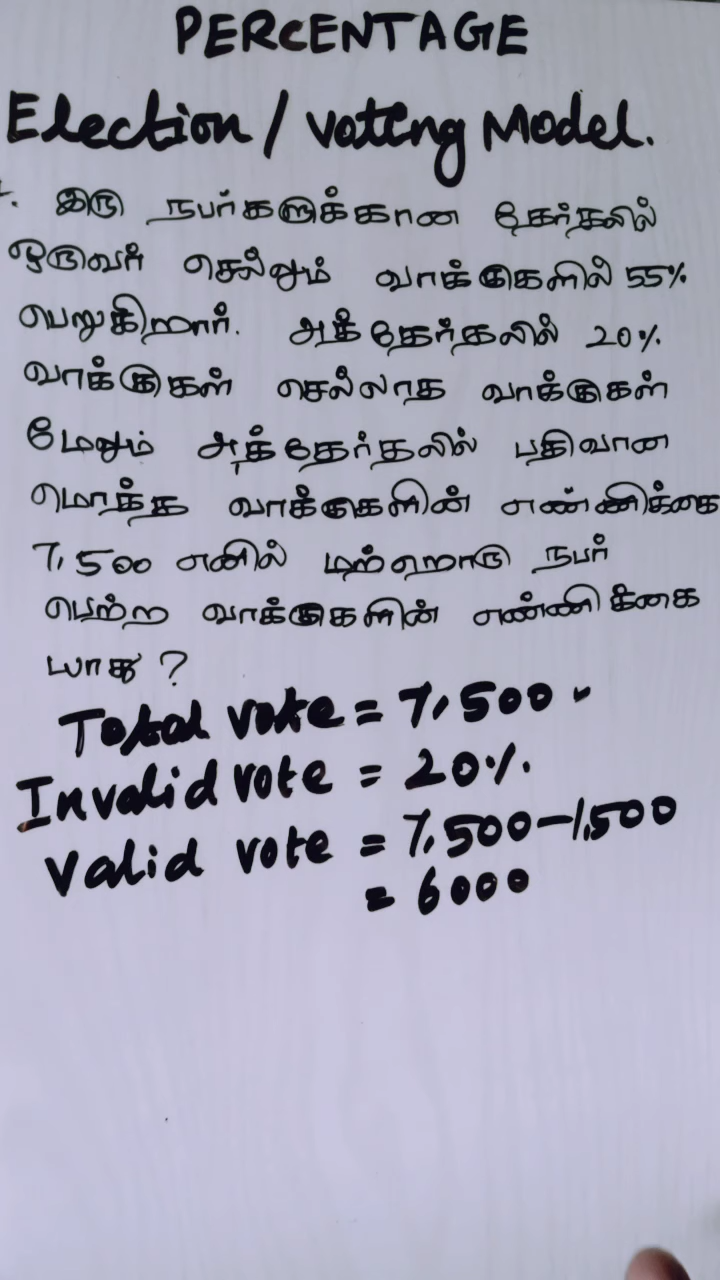 PERCENTAGE
Election / Voting Model.
இரு நபர்களுக்கான தேர்தலில்
ஒருவர் செல்லும் வாக்குகளில் 55%
பெறுகிறார். அத்தேர்தலில் 20%
வாக்குகள் செல்லாத வாக்குகள்
மேலும் அத்தேர்தலில் பதிவான
மொத்த வாக்குகளின் எண்ணிக்கை
7,500 எனில் மற்றொரு நபர்
பெற்ற வாக்குகளின் எண்ணிக்கை
யாது ?
Total vote = 7,500
Invalid vote = 20%
Valid vote = 7,500-1,500
= 6000